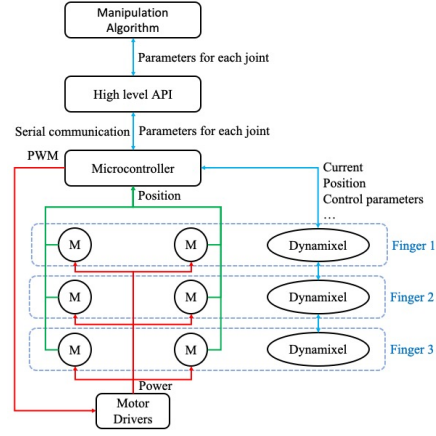 Manipulation
Algorithm
Parameters for each joint
High level API
Serial communication
Parameters for each joint
PWM
Microcontroller
Position
Current
Position
Control parameters
...
M
M
Dynamixel
Finger 1
M
M
Dynamixel
Finger 2
M
M
Dynamixel
Finger 3
Power
Motor
Drivers